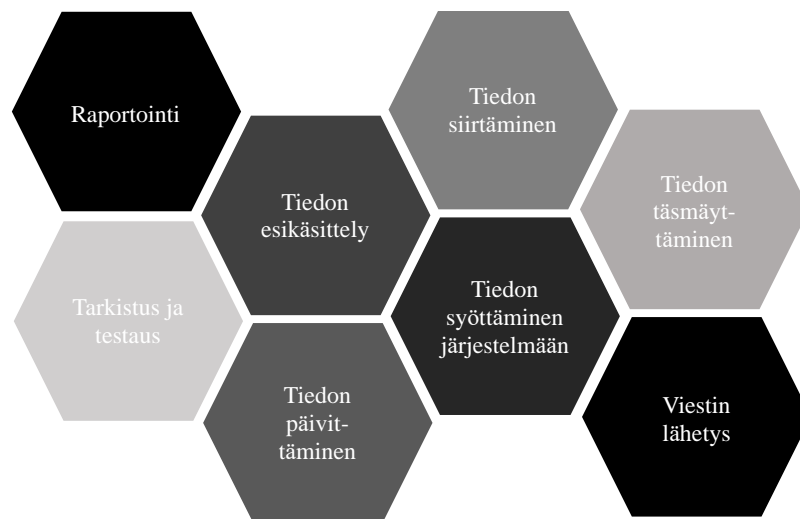 Raportointi
Tiedon
siirtäminen
Tiedon
esikäsittely
Tiedon
täsmäyt-
täminen
Tarkistus ja
testaus
Tiedon
syöttäminen
järjestelmään
Tiedon
päivit-
täminen
Viestin
lähetys